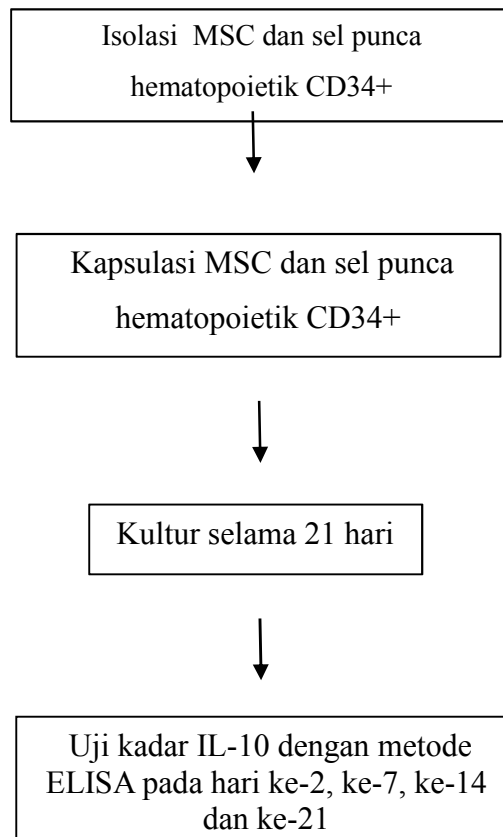 Isolasi MSC dan sel punca
hematopoietik CD34+
Kapsulasi MSC dan sel punca
hematopoietik CD34+
Kultur selama 21 hari
Uji kadar IL-10 dengan metode
ELISA pada hari ke-2, ke-7, ke-14
dan ke-21